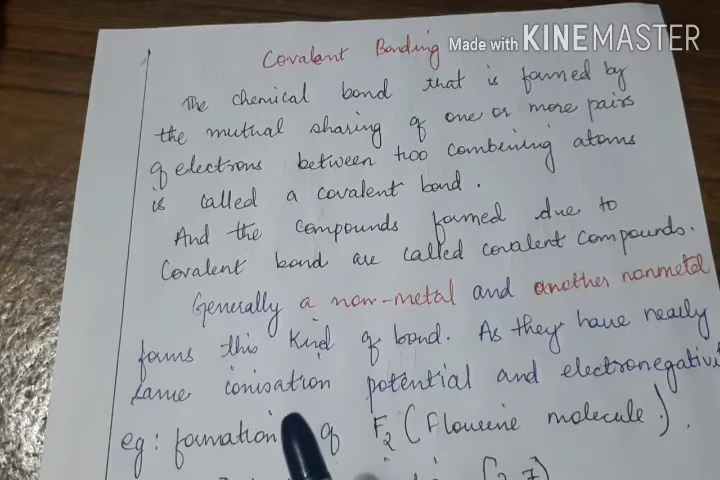 Covalent Bonding
Made with KINEMASTER
The chemical bond that is formed by
the mutual sharing of one or more pairs
of electrons between two combining atoms
is called a covalent bond.
And the compounds formed due to
Covalent bond are called covalent compounds.
Generally a non-metal and another nonmetal
forms this kind of bond. As they have nearly
same ionisation potential and electronegativit
eg: formation of F₂ (Flourine molecule).